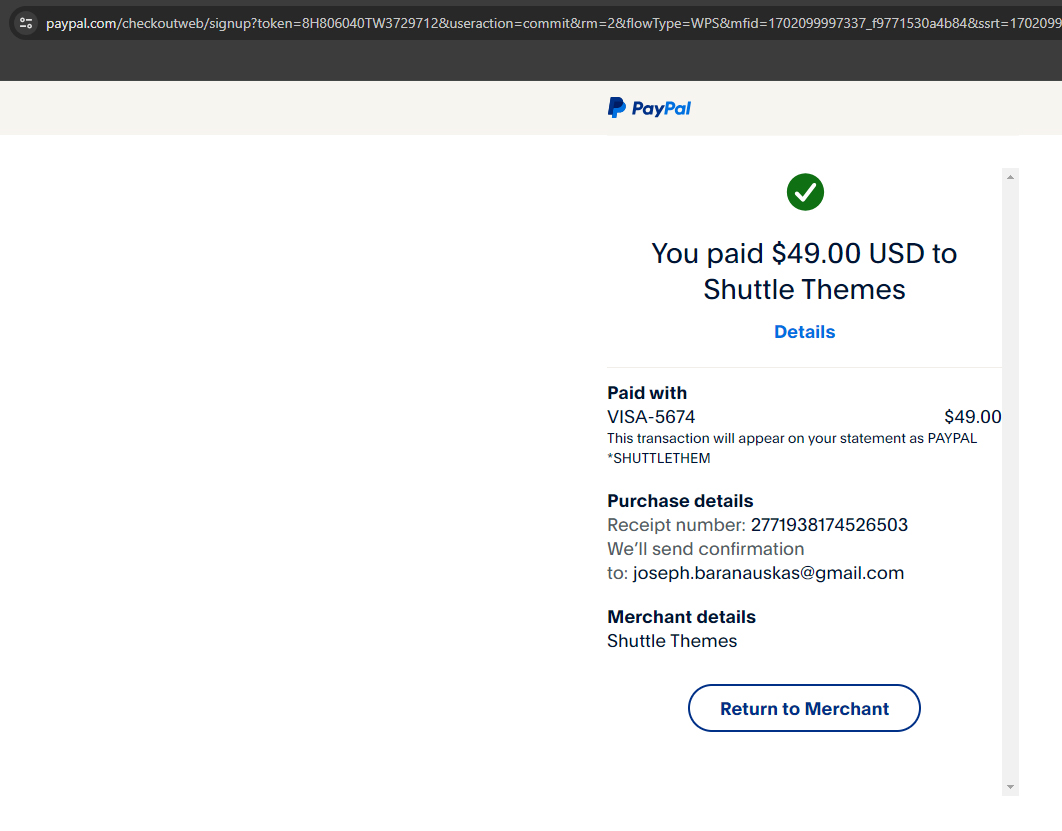 paypal.com/checkoutweb/signup?token=8H806040TW3729712&useraction=commit&rm=2&flowType=WPS&mfid=1702099997337_f9771530a4b84&ssrt=1702099
PayPal
You paid $49.00 USD to
Shuttle Themes
Details
Paid with
VISA-5674 $49.00
This transaction will appear on your statement as PAYPAL
*SHUTTLETHEM
Purchase details
Receipt number: 2771938174526503
We’ll send confirmation
to: joseph.baranauskas@gmail.com
Merchant details
Shuttle Themes
Return to Merchant